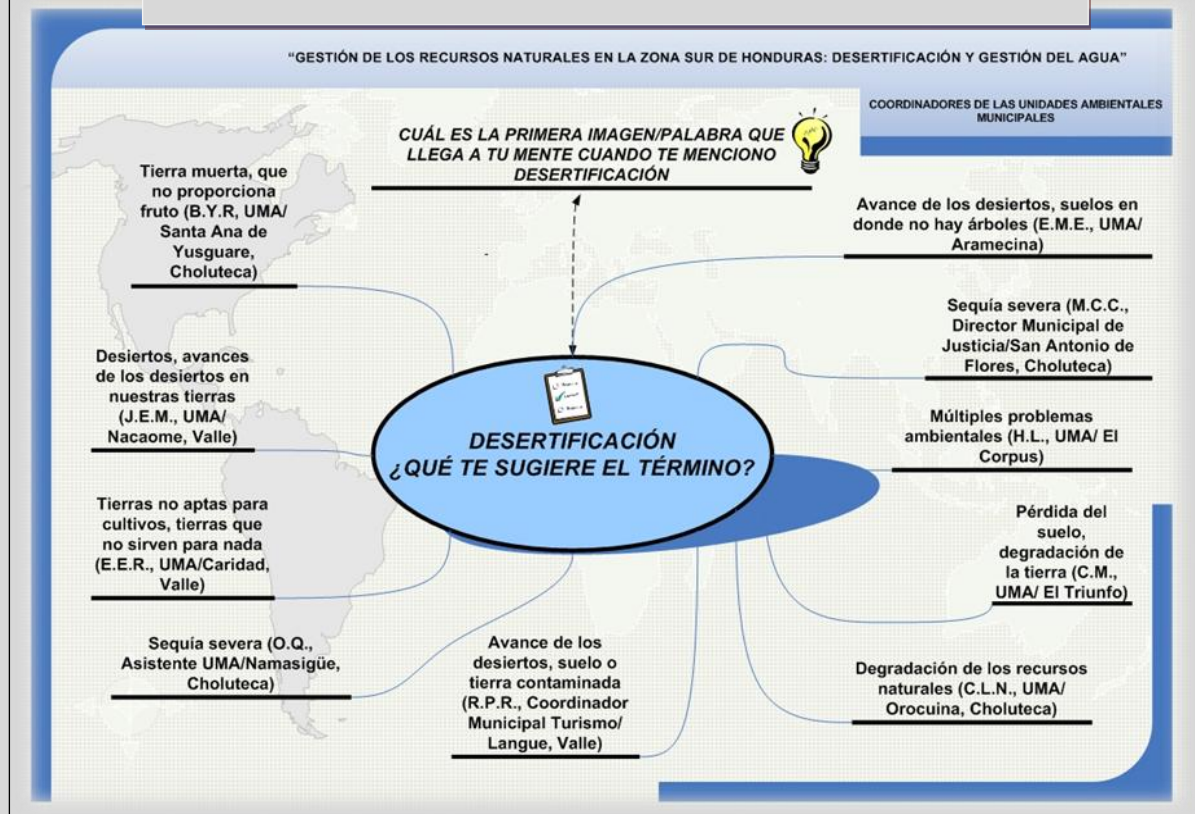 “GESTIÓN DE LOS RECURSOS NATURALES EN LA ZONA SUR DE HONDURAS: DESERTIFICACIÓN Y GESTIÓN DEL AGUA”
COORDINADORES DE LAS UNIDADES AMBIENTALES
MUNICIPALES
CUÁL ES LA PRIMERA IMAGEN/PALABRA QUE
LLEGA A TU MENTE CUANDO TE MENCIONO
DESERTIFICACIÓN
Tierra muerta, que
no proporciona
fruto (B.Y.R, UMA/
Santa Ana de
Yusguare,
Choluteca)
Avance de los desiertos, suelos en
donde no hay árboles (E.M.E., UMA/
Aramecina)
Sequía severa (M.C.C.,
Director Municipal de
Justicia/San Antonio de
Flores, Choluteca)
Desiertos, avances
de los desiertos en
nuestras tierras
(J.E.M., UMA/
Nacaome, Valle)
Múltiples problemas
ambientales (H.L., UMA/ El
Corpus)
DESERTIFICACIÓN
¿QUÉ TE SUGIERE EL TÉRMINO?
Tierras no aptas para
cultivos, tierras que
no sirven para nada
(E.E.R., UMA/Caridad,
Valle)
Pérdida del
suelo,
degradación de
la tierra (C.M.,
UMA/ El Triunfo)
Sequía severa (O.Q.,
Asistente UMA/Namasigüe,
Choluteca)
Avance de los
desiertos, suelo o
tierra contaminada
(R.P.R., Coordinador
Municipal Turismo/
Langue, Valle)
Degradación de los recursos
naturales (C.L.N., UMA/
Orocuina, Choluteca)